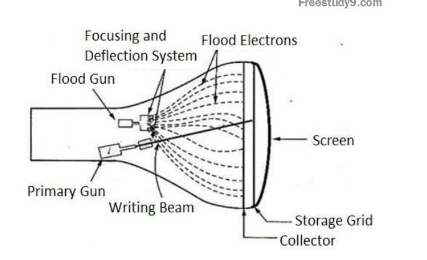 Freestudy9.com
Focusing and
Deflection System
Flood Electrons
Flood Gun
Screen
Primary Gun
Writing Beam
Storage Grid
Collector